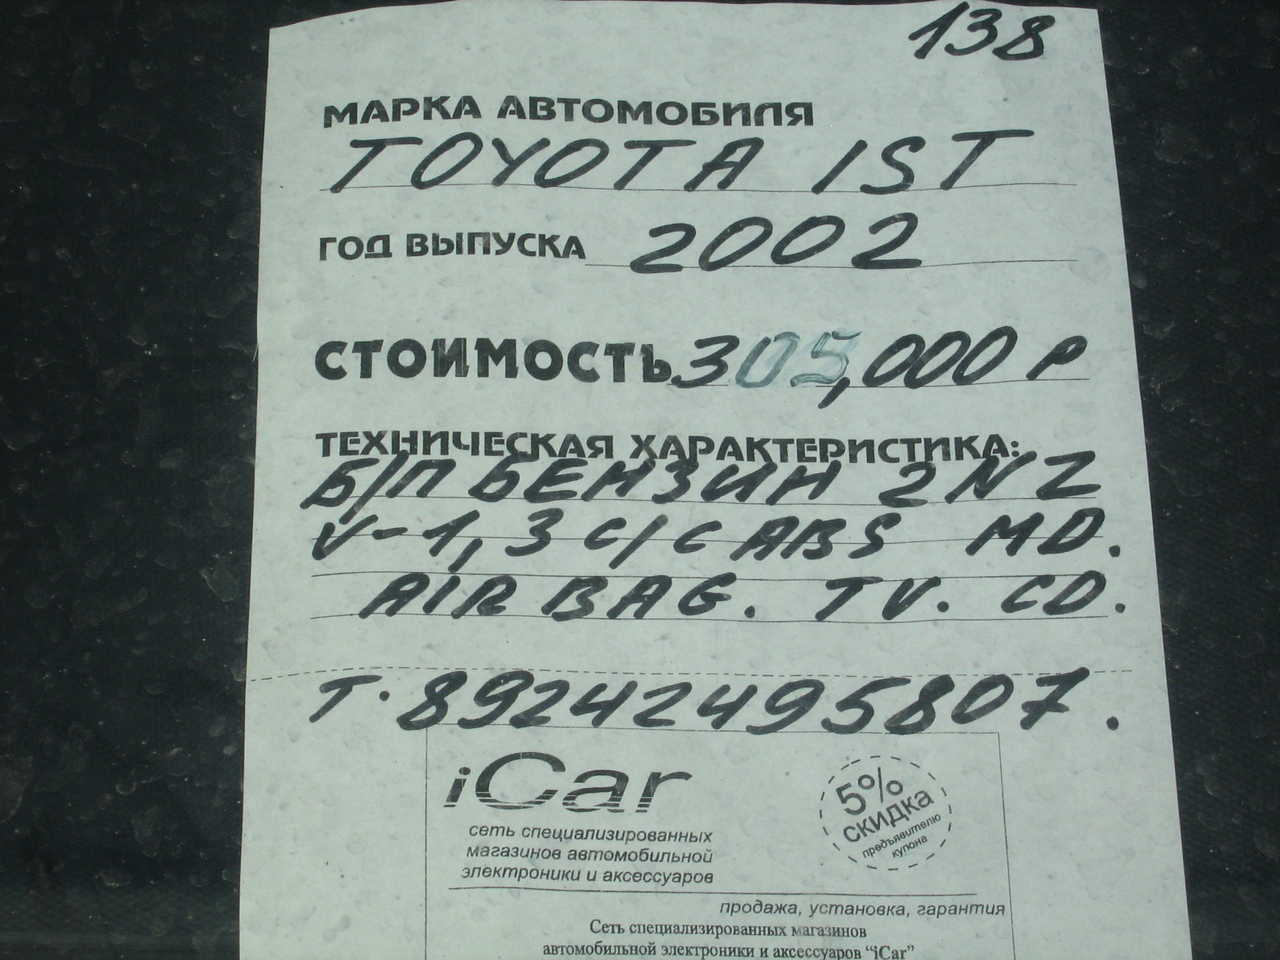 138
МАРКА АВТОМОБИЛЯ
TOYOTA IST
ГОД ВЫПУСКА 2002
СТОИМОСТЬ 305,000 Р
ТЕХНИЧЕСКАЯ ХАРАКТЕРИСТИКА:
Б/П БЕНЗИН 2NZ
V-1,3 С/С ABS MD.
AIRBAG. TV. CD.
Т. 89242495807.
iCar
5%
СКИДКА
предъявителю
купона
сеть специализированных
магазинов автомобильной
электроники и аксессуаров
продажа, установка, гарантия
Сеть специализированных магазинов
автомобильной электроники и аксессуаров "iCar"